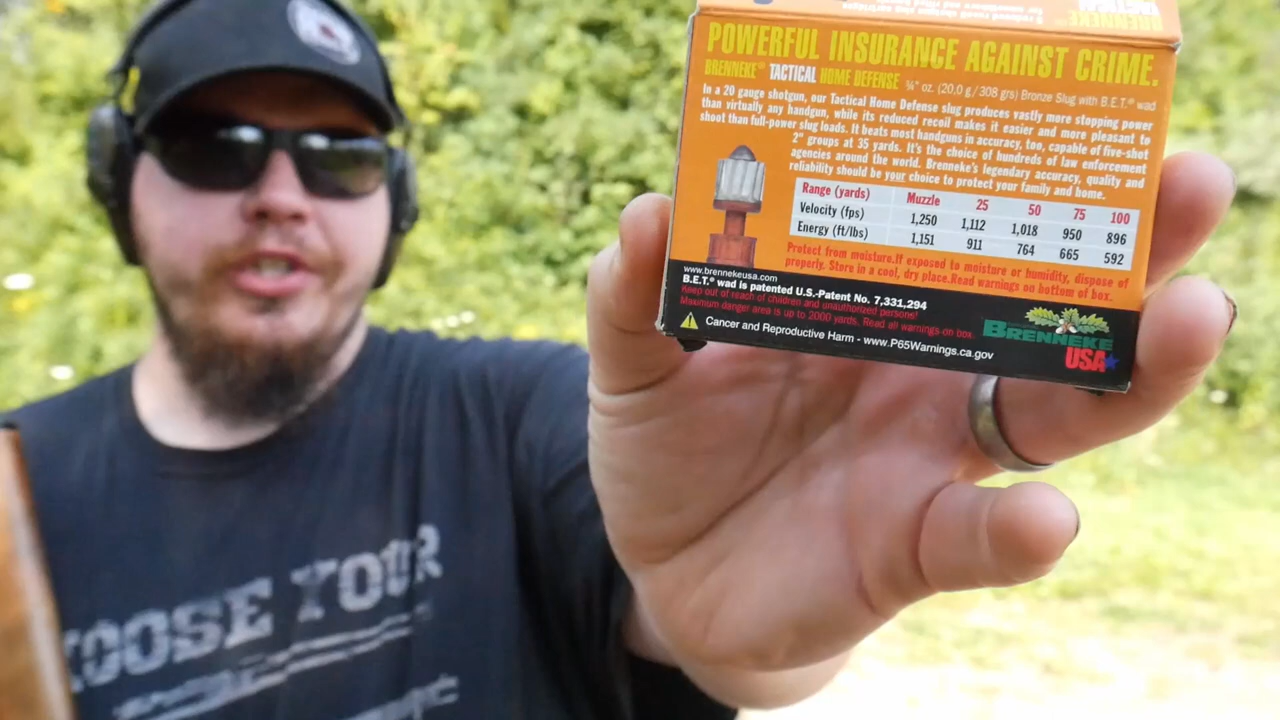 POWERFUL INSURANCE AGAINST CRIME.
BRENNEKE® TACTICAL HOME DEFENSE ¾" oz. (20,0 g / 308 grs) Bronze Slug with B.E.T.® wad
In a 20 gauge shotgun, our Tactical Home Defense slug produces vastly more stopping power
than virtually any handgun, while its reduced recoil makes it easier and more pleasant to
shoot than full-power slug loads. It beats most handguns in accuracy, too, capable of five-shot
2" groups at 35 yards. It's the choice of hundreds of law enforcement
agencies around the world. Brenneke's legendary accuracy, quality and
reliability should be your choice to protect your family and home.
Range (yards) Muzzle 25 50 75 100
Velocity (fps) 1,250 1,112 1,018 950 896
Energy (ft/lbs) 1,151 911 764 665 592
Protect from moisture.If exposed to moisture or humidity, dispose of
properly. Store in a cool, dry place.Read warnings on bottom of box.
www.brennekeusa.com
B.E.T.® wad is patented U.S.-Patent No. 7,331,294
Keep out of reach of children and unauthorized persons!
Maximum danger area is up to 2000 yards. Read all warnings on box.
Cancer and Reproductive Harm - www.P65Warnings.ca.gov
BRENNEKE
USA
HOOSE YOUR